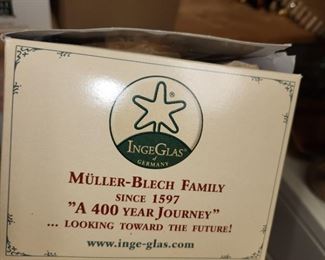 ®
INGEGLAS
of
GERMANY
MÜLLER-BLECH FAMILY
SINCE 1597
"A 400 YEAR JOURNEY"
... LOOKING TOWARD THE FUTURE!
www.inge-glas.com